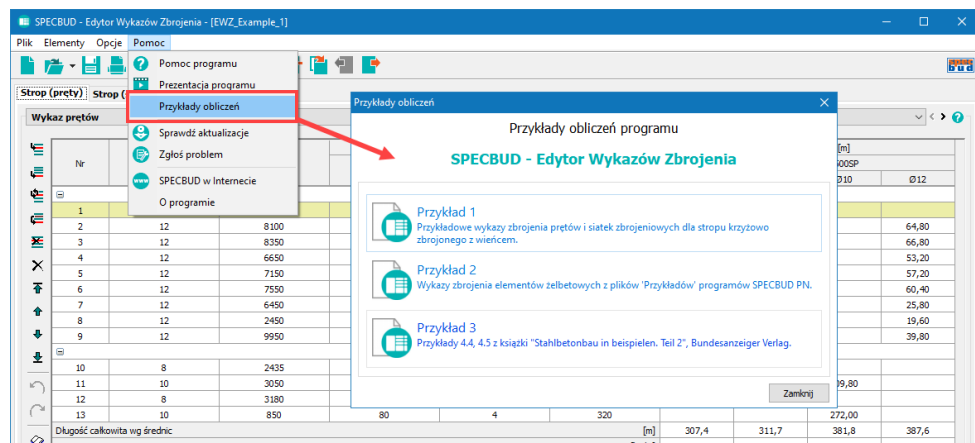 SPECBUD - Edytor Wykazów Zbrojenia - [EWZ_Example_1]
Plik Elementy Opcje Pomoc
Pomoc programu
Prezentacja programu
Przykłady obliczeń
Sprawdź aktualizacje
Zgłoś problem
SPECBUD w Internecie
O programie
Strop (pręty) Strop (
Wykaz prętów
Nr
[m]
Ø10 Ø12
1
2 12 8100 64,80
3 12 8350 66,80
4 12 6650 53,20
5 12 7150 57,20
6 12 7550 60,40
7 12 6450 25,80
8 12 2450 19,60
9 12 9950 39,80
10 8 2435
11 10 3050
12 8 3180
13 10 850 80 4 320 272,00
Długość całkowita wg średnic [m] 307,4 311,7 381,8 387,6
Przykłady obliczeń
Przykłady obliczeń programu
SPECBUD - Edytor Wykazów Zbrojenia
Przykład 1
Przykładowe wykazy zbrojenia prętów i siatek zbrojeniowych dla stropu krzyżowo
zbrojonego z wieńcem.
Przykład 2
Wykazy zbrojenia elementów żelbetowych z plików 'Przykładów' programów SPECBUD PN.
Przykład 3
Przykłady 4.4, 4.5 z książki "Stahlbetonbau in beispielen. Teil 2", Bundesanzeiger Verlag.
Zamknij